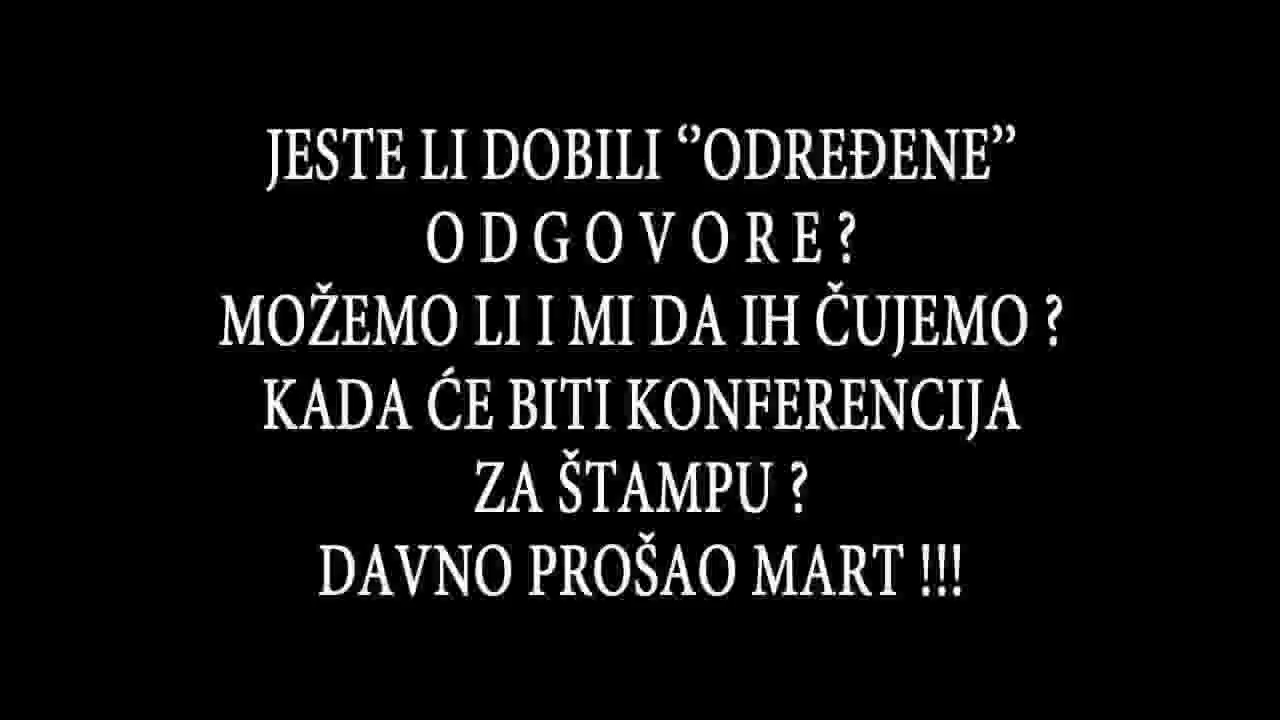 JESTE LI DOBILI ‘’ODREĐENE’’
O D G O V O R E ?
MOŽEMO LI I MI DA IH ČUJEMO ?
KADA ĆE BITI KONFERENCIJA
ZA ŠTAMPU ?
DAVNO PROŠAO MART !!!